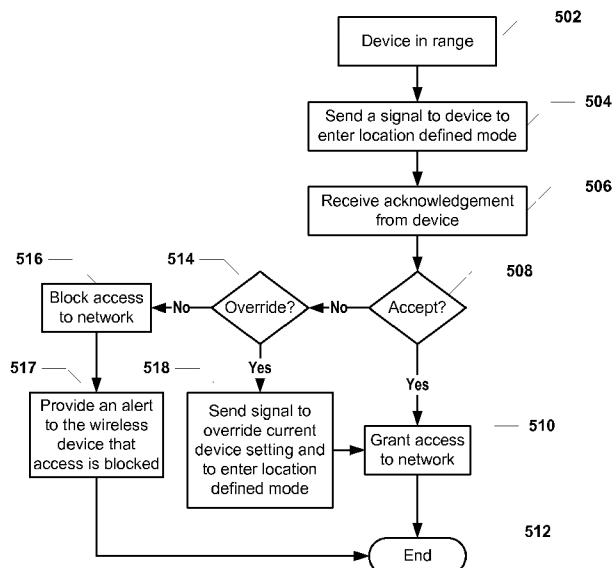 502
Device in range
504
Send a signal to device to
enter location defined mode
506
Receive acknowledgement
from device
516
514
508
Block access
to network
No
Override?
No
Accept?
517
518
Yes
Yes
Provide an alert
to the wireless
device that
access is blocked
Send signal to
override current
device setting and
to enter location
defined mode
510
Grant access
to network
512
End